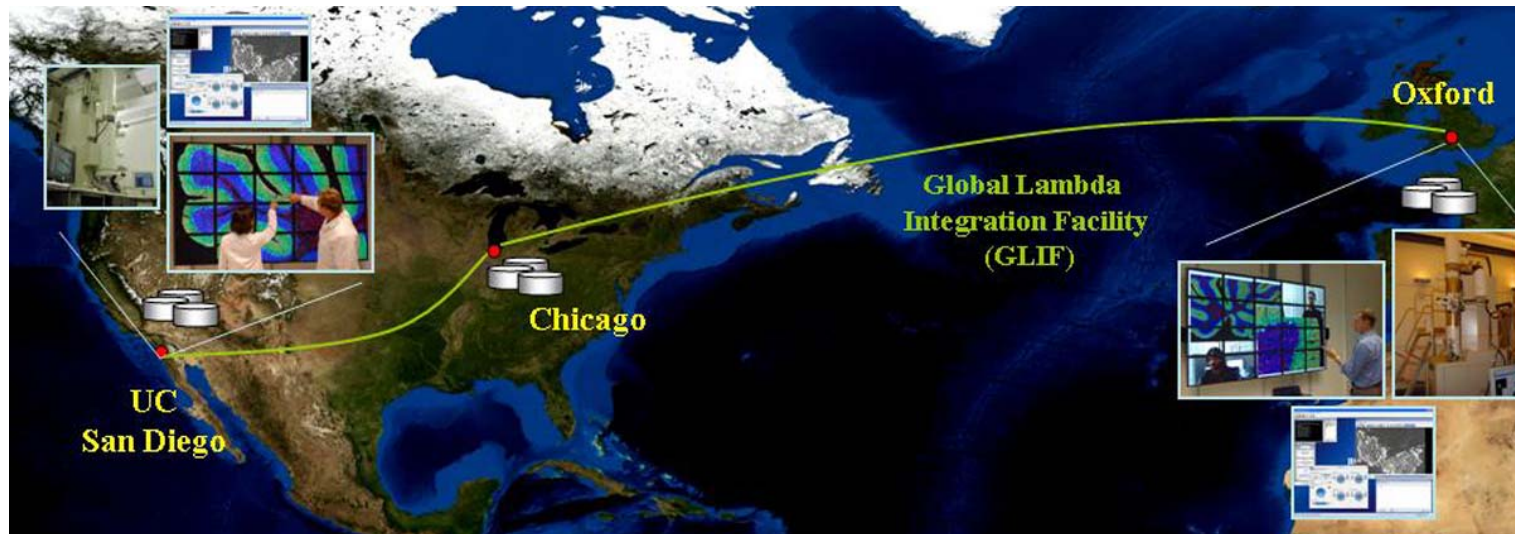 Oxford
Global Lambda
Integration Facility
(GLIF)
Chicago
UC
San Diego